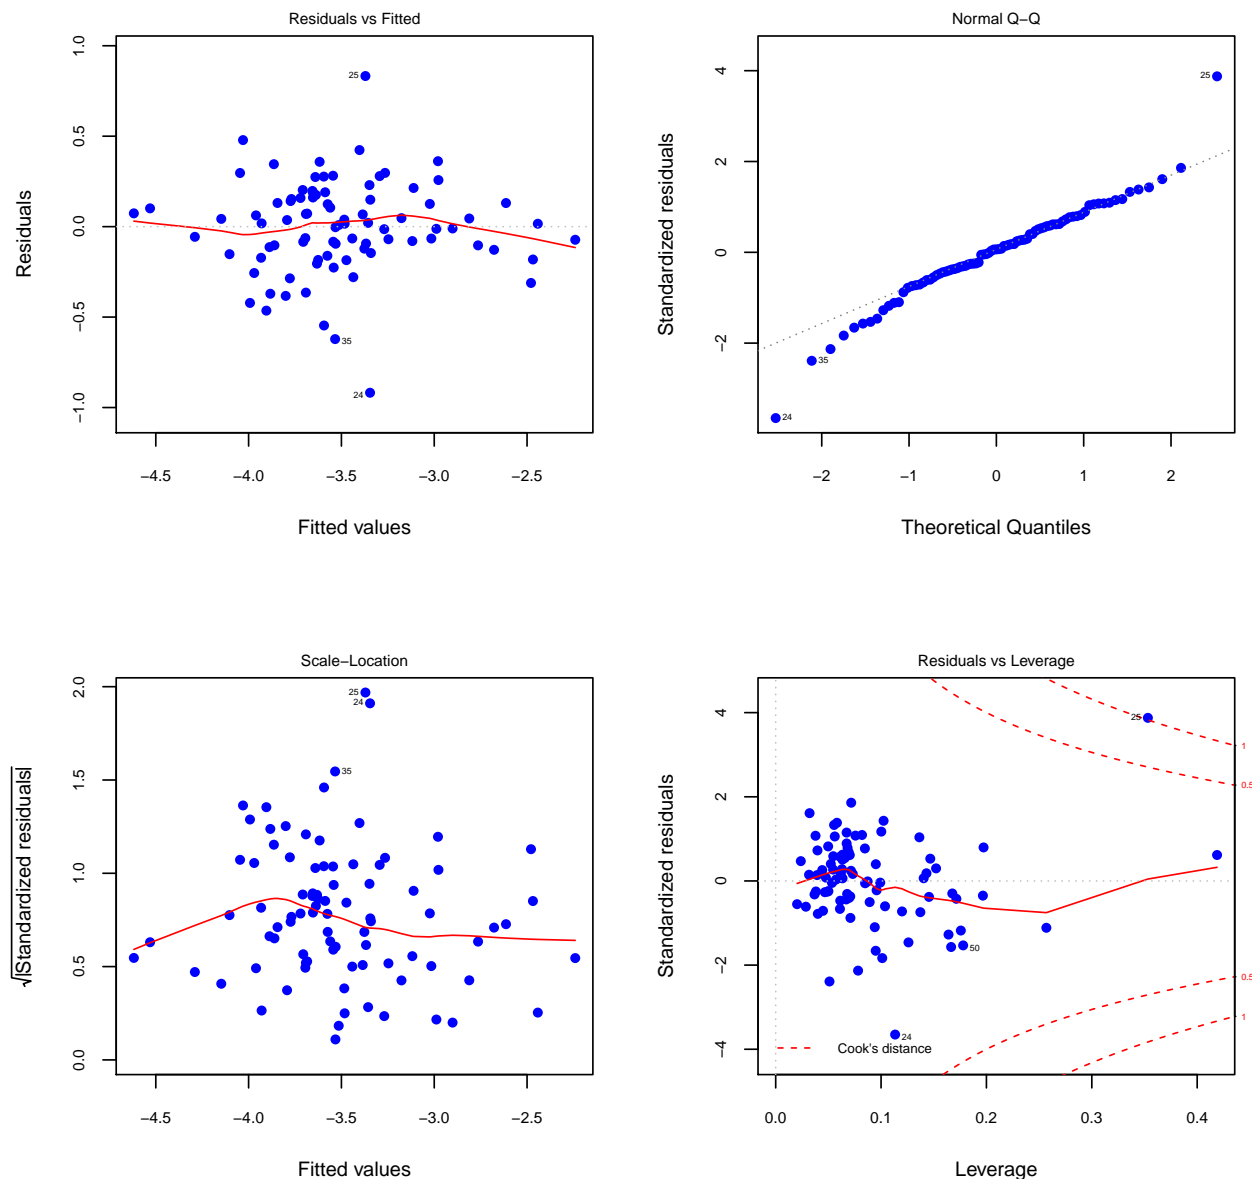 Residuals vs Fitted
Residuals
1.0
0.5
0.0
−0.5
−1.0
25
35
24
−4.5 −4.0 −3.5 −3.0 −2.5
Fitted values
Normal Q−Q
Standardized residuals
4
2
0
−2
25
35
24
−2 −1 0 1 2
Theoretical Quantiles
Scale−Location
√|Standardized residuals|
2.0
1.5
1.0
0.5
0.0
25
24
35
−4.5 −4.0 −3.5 −3.0 −2.5
Fitted values
Residuals vs Leverage
Standardized residuals
4
2
0
−2
−4
25
50
24
1
0.5
0.5
1
Cook's distance
0.0 0.1 0.2 0.3 0.4
Leverage